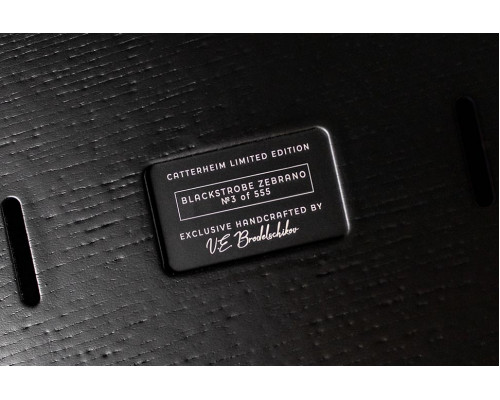 CATTERHEIM LIMITED EDITION
BLACKSTROBE ZEBRANO
№3 of 555
EXCLUSIVE HANDCRAFTED BY
V.E. Brodelschikov